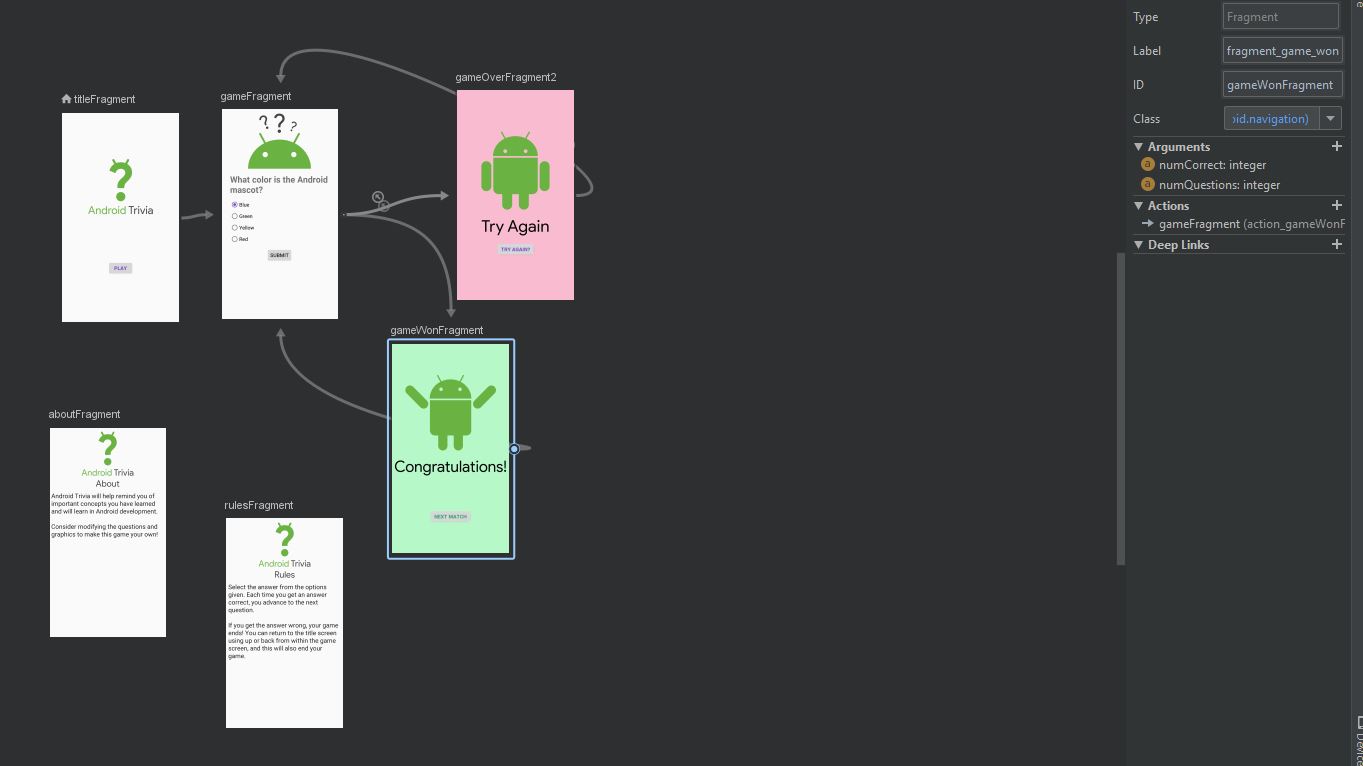 titleFragment
? ? ?
Android Trivia
PLAY
gameFragment
? ? ?
What color is the Android
mascot?
Blue
Green
Yellow
Red
SUBMIT
gameOverFragment2
Try Again
TRY AGAIN?
gameWonFragment
Congratulations!
NEXT MATCH
aboutFragment
?
Android Trivia
About
Android Trivia will help remind you of
important concepts you have learned
and will learn in Android development.
Consider modifying the questions and
graphics to make this game your own!
rulesFragment
?
Android Trivia
Rules
Select the answer from the options
given. Each time you get an answer
correct, you advance to the next
question.
If you get the answer wrong, your game
ends! You can return to the title screen
using up or back from within the game
screen, and this will also end your
game.
Type
Fragment
Label
fragment_game_won
ID
gameWonFragment
Class
oid.navigation)
Arguments
a numCorrect: integer
a numQuestions: integer
Actions
gameFragment (action_gameWonF
Deep Links